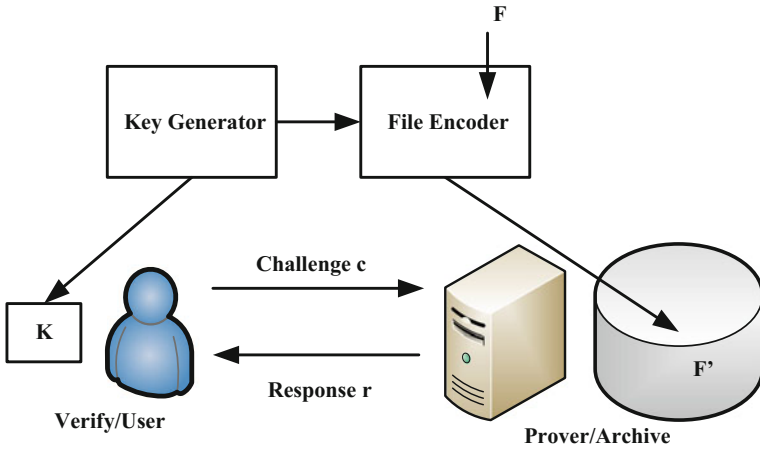 F
Key Generator
File Encoder
Challenge c
K
Response r
F’
Verify/User
Prover/Archive